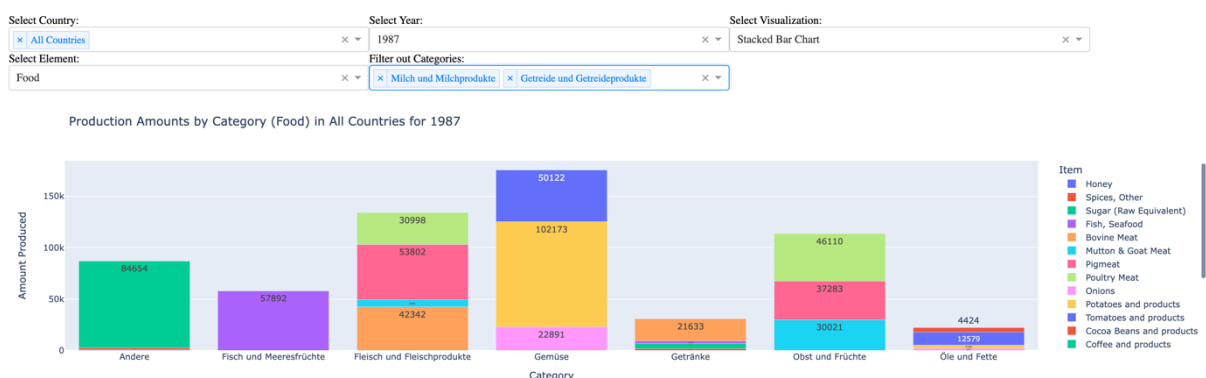 Select Country:
Select Year:
Select Visualization:
× All Countries
1987
Stacked Bar Chart
Select Element:
Filter out Categories:
Food
× Milch und Milchprodukte × Getreide und Getreideprodukte
Production Amounts by Category (Food) in All Countries for 1987
Amount Produced
150k
100k
50k
0
84654
57892
30998
53802
42342
50122
102173
22891
21633
46110
37283
30021
4424
12579
Andere
Fisch und Meeresfrüchte
Fleisch und Fleischprodukte
Gemüse
Getränke
Obst und Früchte
Öle und Fette
Category
Item
Honey
Spices, Other
Sugar (Raw Equivalent)
Fish, Seafood
Bovine Meat
Mutton & Goat Meat
Pigmeat
Poultry Meat
Onions
Potatoes and products
Tomatoes and products
Cocoa Beans and products
Coffee and products